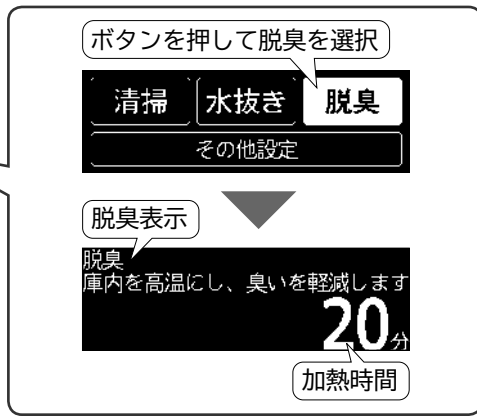 ボタンを押して脱臭を選択
清掃 水抜き 脱臭
その他設定
脱臭表示
脱臭
庫内を高温にし、臭いを軽減します
20分
加熱時間